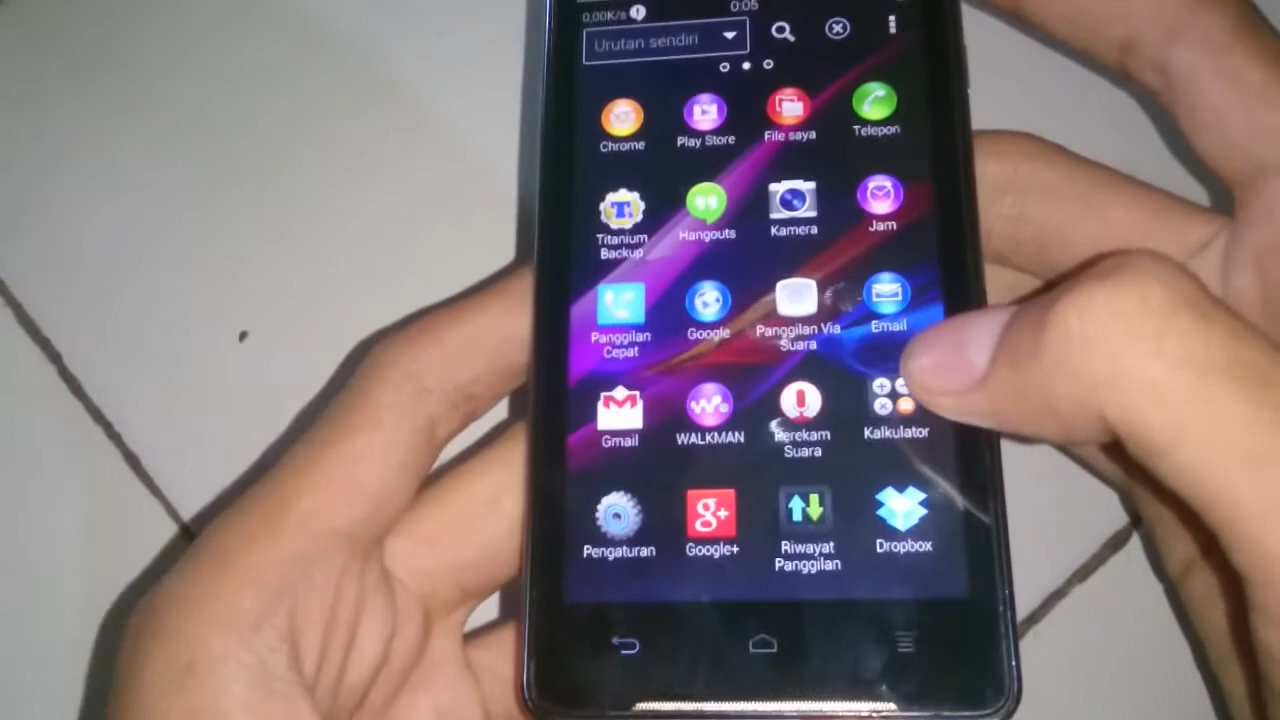 0,00K/s
0:05
Urutan sendiri
Chrome
Play Store
File saya
Telepon
Titanium
Backup
Hangouts
Kamera
Jam
Panggilan
Cepat
Google
Panggilan Via
Suara
Email
Gmail
WALKMAN
Perekam
Suara
Kalkulator
Pengaturan
g+
Google+
Riwayat
Panggilan
Dropbox